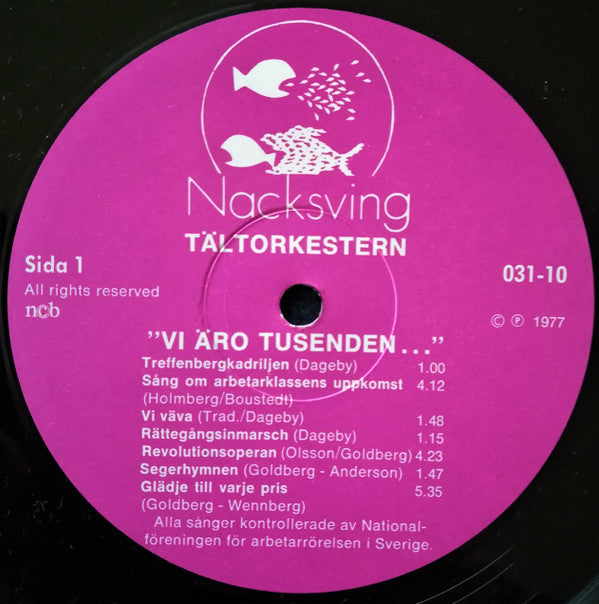 Nacksving
TÄLTORKESTERN
Sida 1
All rights reserved
ncb
031-10
© ℗ 1977
"VI ÄRO TUSENDEN..."
Treffenbergkadriljen (Dageby) 1.00
Sång om arbetarklassens uppkomst 4.12
(Holmberg/Boustedt)
Vi väva (Trad./Dageby) 1.48
Rättegångsinmarsch (Dageby) 1.15
Revolutionsoperan (Olsson/Goldberg) 4.23
Segerhymnen (Goldberg - Anderson) 1.47
Glädje till varje pris 5.35
(Goldberg - Wennberg)
Alla sånger kontrollerade av National-
föreningen för arbetarrörelsen i Sverige.